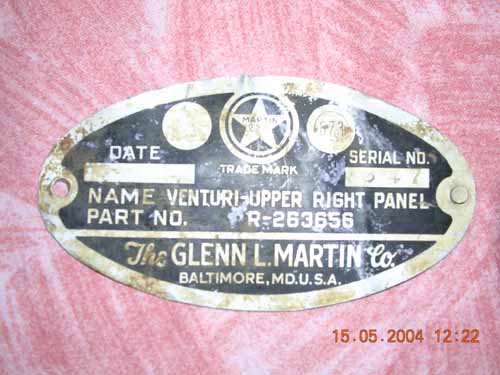 MARTIN
673
DATE
TRADE MARK
SERIAL NO.
NAME VENTURI-UPPER RIGHT PANEL
PART NO. R-263656
The GLENN L. MARTIN Co.
BALTIMORE, MD. U.S.A.
15.05.2004 12:22